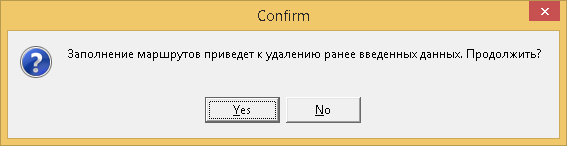 Confirm
Заполнение маршрутов приведет к удалению ранее введенных данных. Продолжить?
Yes
No